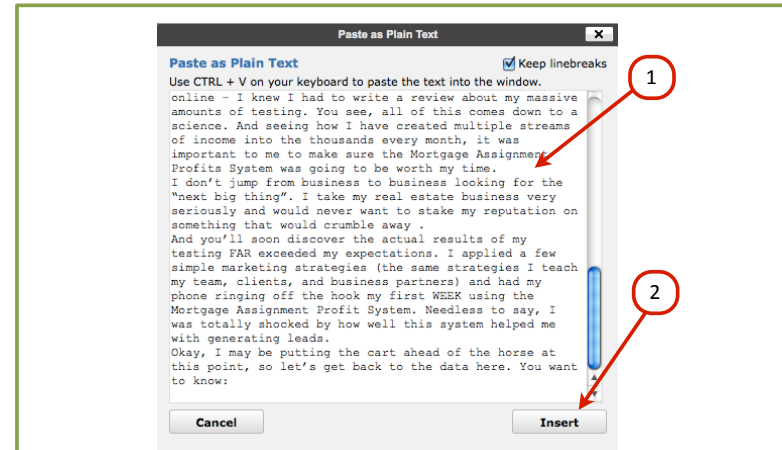 Paste as Plain Text
X
Paste as Plain Text
Keep linebreaks
Use CTRL + V on your keyboard to paste the text into the window.
online – I knew I had to write a review about my massive
amounts of testing. You see, all of this comes down to a
science. And seeing how I have created multiple streams
of income into the thousands every month, it was
important to me to make sure the Mortgage Assignment
Profits System was going to be worth my time.
I don't jump from business to business looking for the
“next big thing”. I take my real estate business very
seriously and would never want to stake my reputation on
something that would crumble away .
And you'll soon discover the actual results of my
testing FAR exceeded my expectations. I applied a few
simple marketing strategies (the same strategies I teach
my team, clients, and business partners) and had my
phone ringing off the hook my first WEEK using the
Mortgage Assignment Profit System. Needless to say, I
was totally shocked by how well this system helped me
with generating leads.
Okay, I may be putting the cart ahead of the horse at
this point, so let's get back to the data here. You want
to know:
Cancel
Insert
1
2